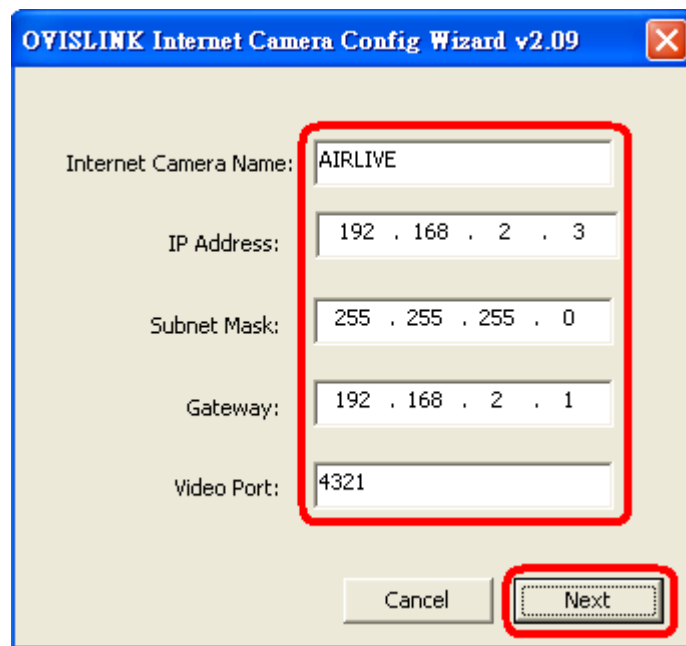 OVISLINK Internet Camera Config Wizard v2.09
Internet Camera Name: AIRLIVE
IP Address: 192 . 168 . 2 . 3
Subnet Mask: 255 . 255 . 255 . 0
Gateway: 192 . 168 . 2 . 1
Video Port: 4321
Cancel Next